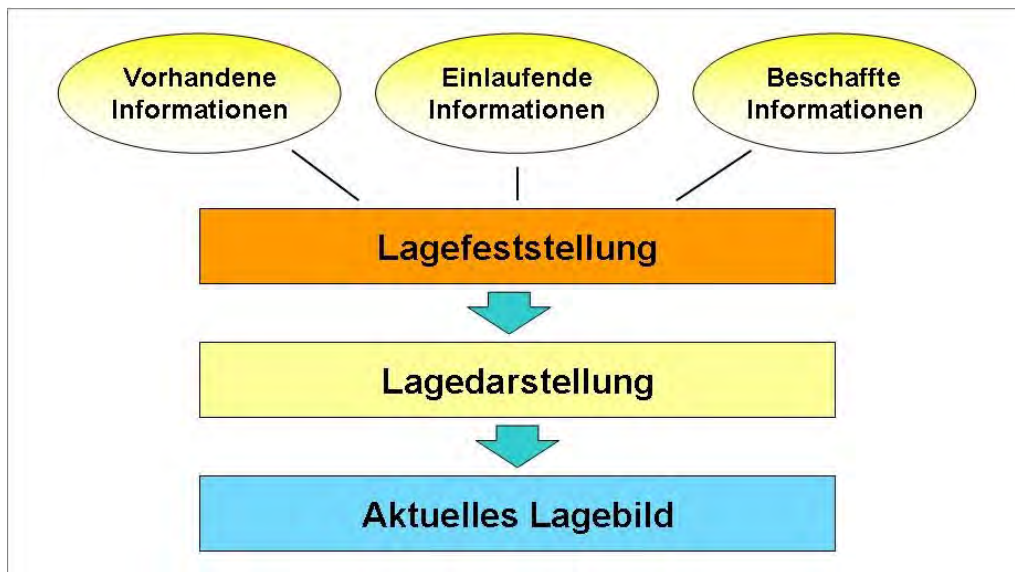 Vorhandene
Informationen
Einlaufende
Informationen
Beschaffte
Informationen
Lagefeststellung
Lagedarstellung
Aktuelles Lagebild